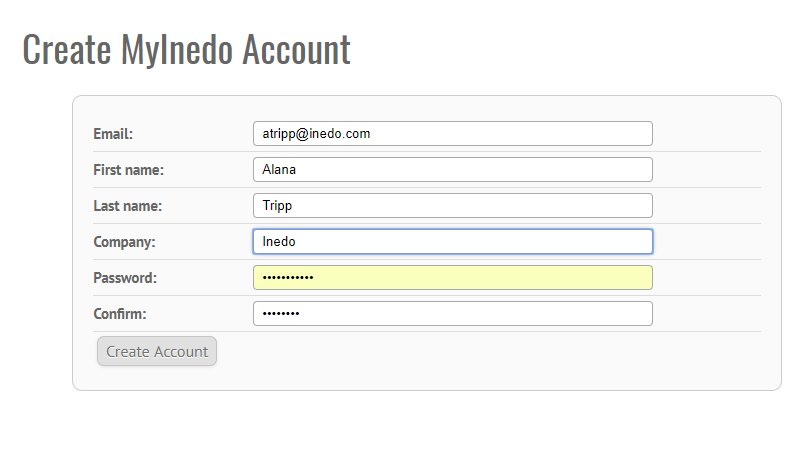 Create MyInedo Account
Email: atripp@inedo.com
First name: Alana
Last name: Tripp
Company: Inedo
Password: •••••••••••
Confirm: ••••••••
Create Account